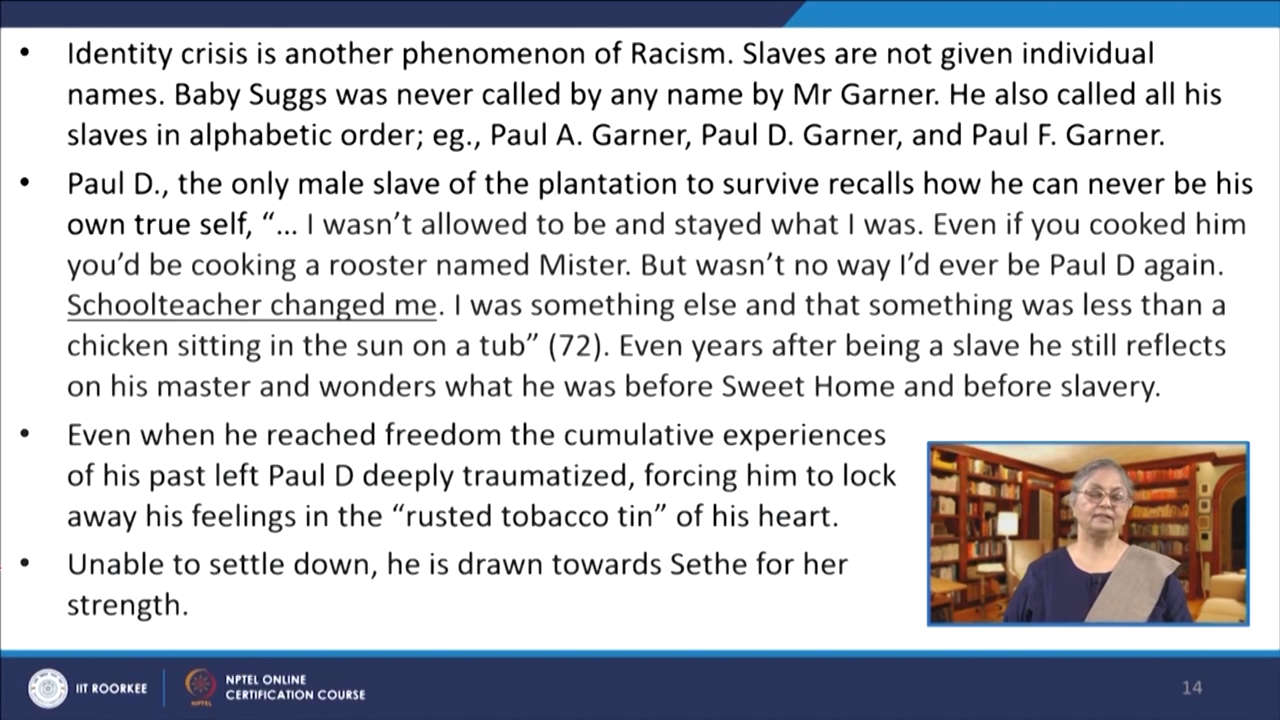 • Identity crisis is another phenomenon of Racism. Slaves are not given individual
names. Baby Suggs was never called by any name by Mr Garner. He also called all his
slaves in alphabetic order; eg., Paul A. Garner, Paul D. Garner, and Paul F. Garner.
• Paul D., the only male slave of the plantation to survive recalls how he can never be his
own true self, “… I wasn’t allowed to be and stayed what I was. Even if you cooked him
you’d be cooking a rooster named Mister. But wasn’t no way I’d ever be Paul D again.
Schoolteacher changed me. I was something else and that something was less than a
chicken sitting in the sun on a tub” (72). Even years after being a slave he still reflects
on his master and wonders what he was before Sweet Home and before slavery.
• Even when he reached freedom the cumulative experiences
of his past left Paul D deeply traumatized, forcing him to lock
away his feelings in the “rusted tobacco tin” of his heart.
• Unable to settle down, he is drawn towards Sethe for her
strength.
IIT ROORKEE
NPTEL
NPTEL ONLINE
CERTIFICATION COURSE
14